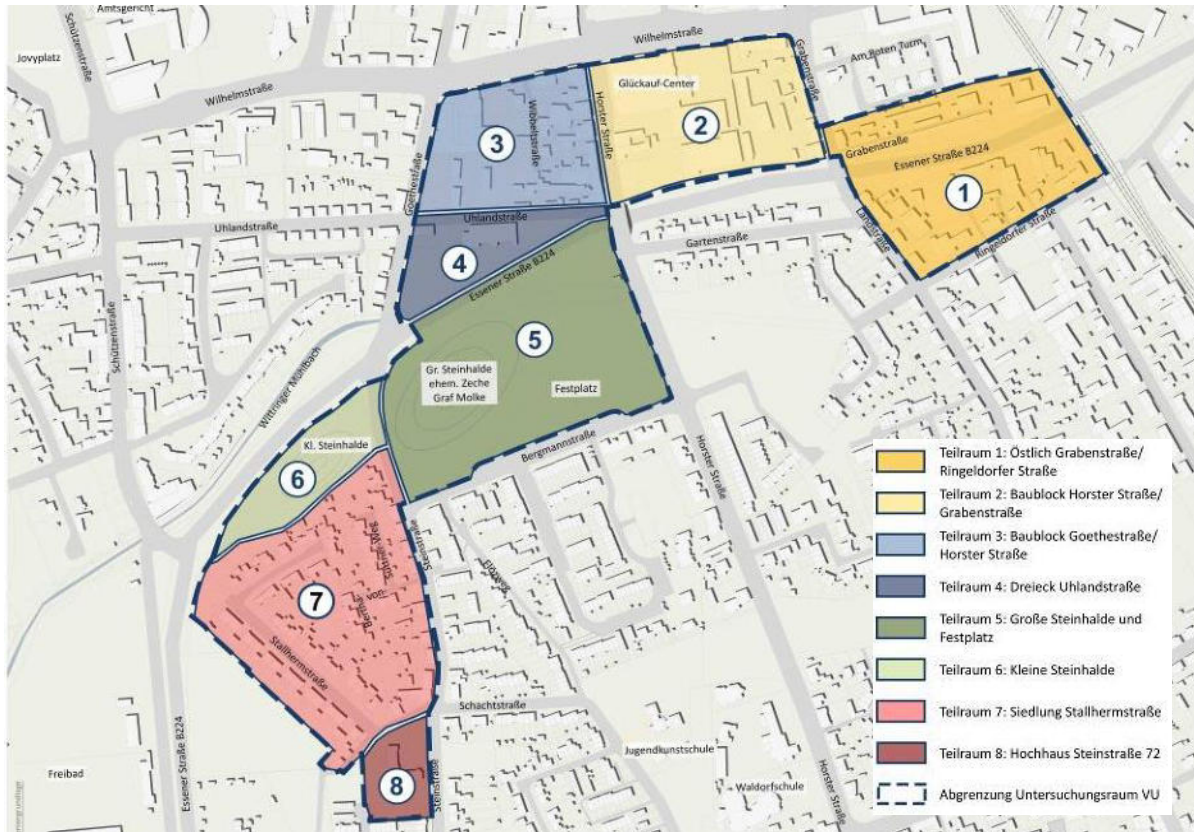 Amtsgericht
Jovyplatz
Schützenstraße
Wilhelmstraße
Wilhelmstraße
Grabenstraße
Am Roten Turm
Glückauf-Center
Wibbeltstraße
Horster Straße
3
2
Grabenstraße
Essener Straße B224
1
Goethestraße
Uhlandstraße
Uhlandstraße
Landstraße
Ringeldorfer Straße
Gartenstraße
4
Essener Straße B224
5
Schützenstraße
Wittringer Mühlbach
Gr. Steinhalde
ehem. Zeche
Graf Molke
Festplatz
Kl. Steinhalde
6
Bergmannstraße
Horster Straße
Steinstraße
7
Bertha-
von-
Suttner-Weg
Stallhermstraße
Schachtstraße
Jugendkunstschule
Waldorfschule
Horster Straße
Freibad
Essener Straße B224
8
Steinstraße
Teilraum 1: Östlich Grabenstraße/
Ringeldorfer Straße
Teilraum 2: Baublock Horster Straße/
Grabenstraße
Teilraum 3: Baublock Goethestraße/
Horster Straße
Teilraum 4: Dreieck Uhlandstraße
Teilraum 5: Große Steinhalde und
Festplatz
Teilraum 6: Kleine Steinhalde
Teilraum 7: Siedlung Stallhermstraße
Teilraum 8: Hochhaus Steinstraße 72
Abgrenzung Untersuchungsraum VU